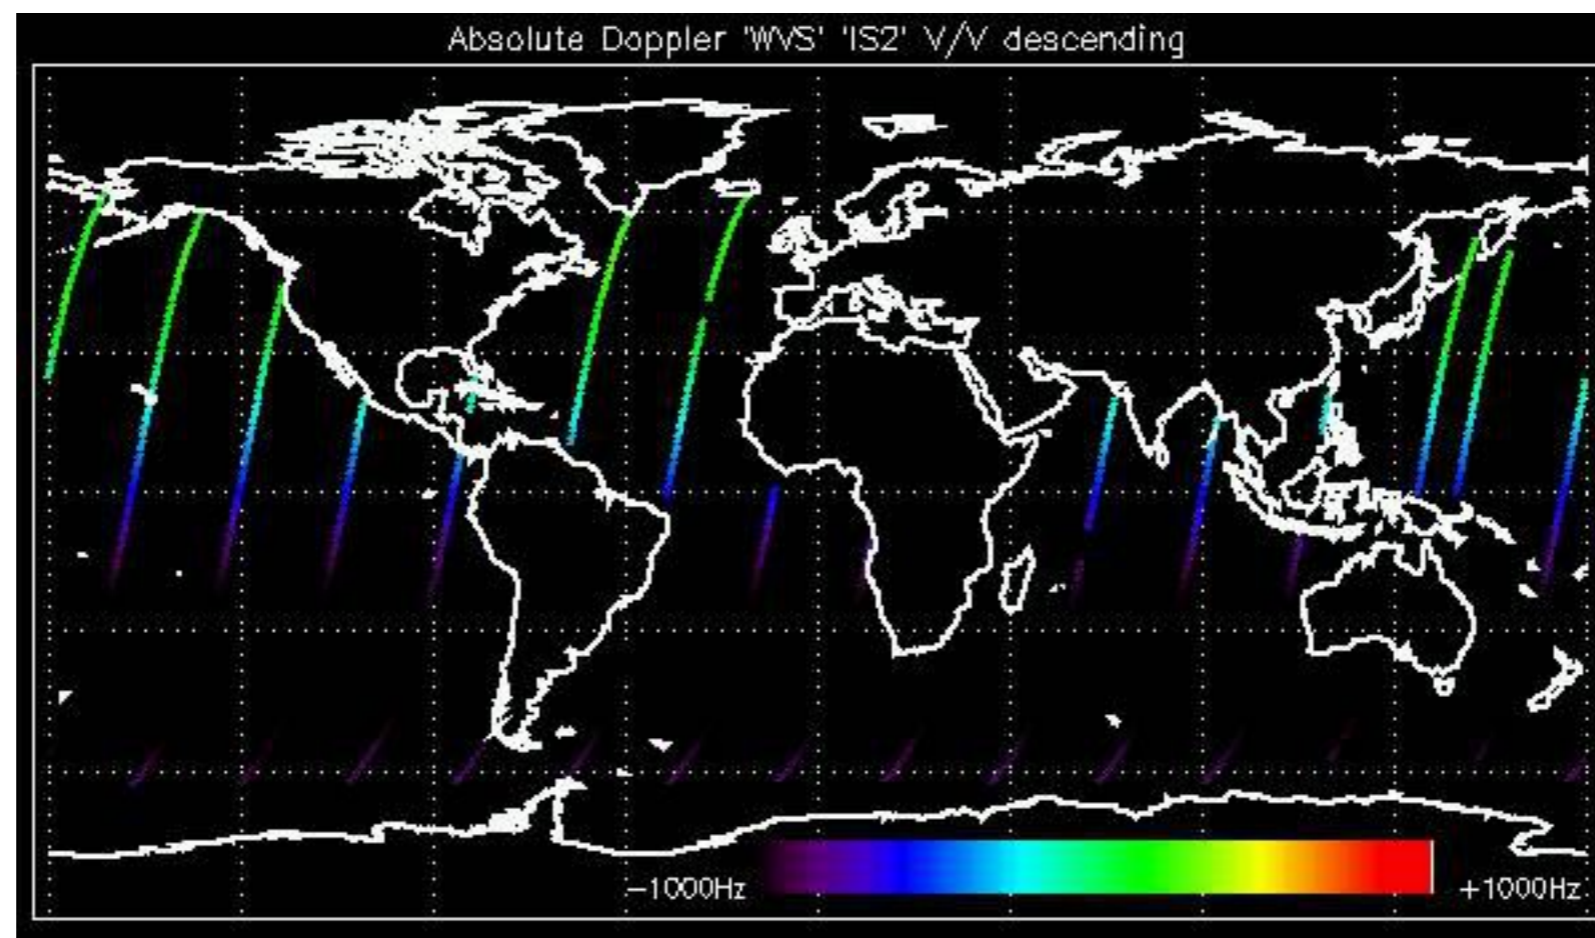 Absolute Doppler 'WVS' 'IS2' V/V descending
-1000Hz +1000Hz